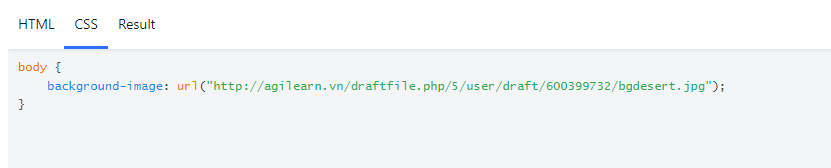 HTML CSS Result
body {
    background-image: url("http://agilearn.vn/draftfile.php/5/user/draft/600399732/bgdesert.jpg");
}